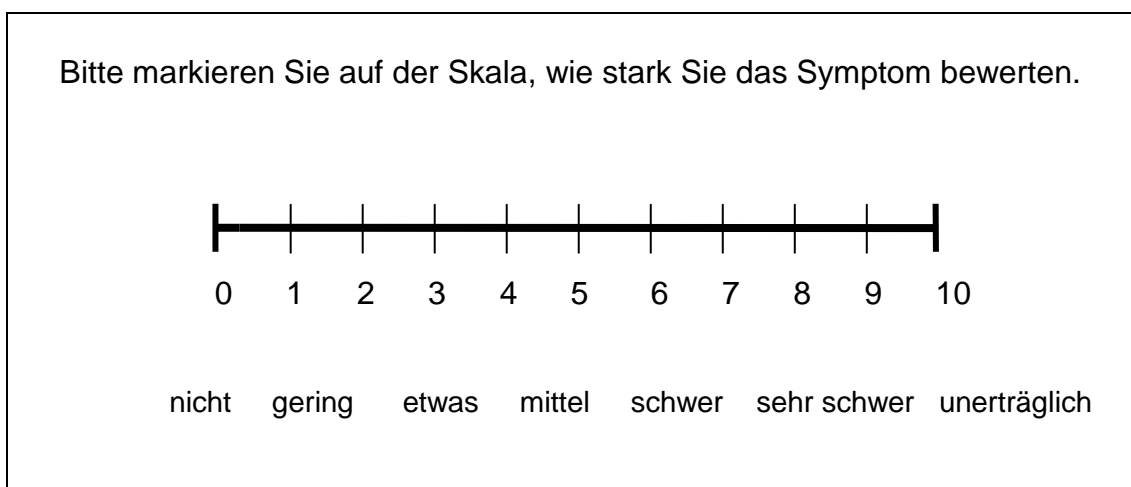 Bitte markieren Sie auf der Skala, wie stark Sie das Symptom bewerten.
0 1 2 3 4 5 6 7 8 9 10
nicht gering etwas mittel schwer sehr schwer unerträglich